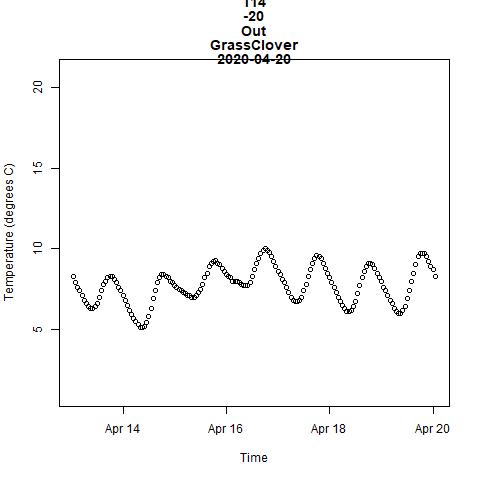 T14
-20
Out
GrassClover
2020-04-20
Temperature (degrees C)
20
15
10
5
Apr 14
Apr 16
Apr 18
Apr 20
Time